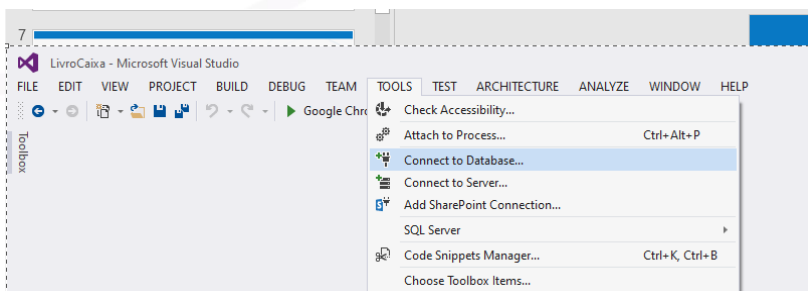 7
LivroCaixa - Microsoft Visual Studio
FILE EDIT VIEW PROJECT BUILD DEBUG TEAM TOOLS TEST ARCHITECTURE ANALYZE WINDOW HELP
Google Chr
Toolbox
Check Accessibility...
Attach to Process... Ctrl+Alt+P
Connect to Database...
Connect to Server...
Add SharePoint Connection...
SQL Server
Code Snippets Manager... Ctrl+K, Ctrl+B
Choose Toolbox Items...